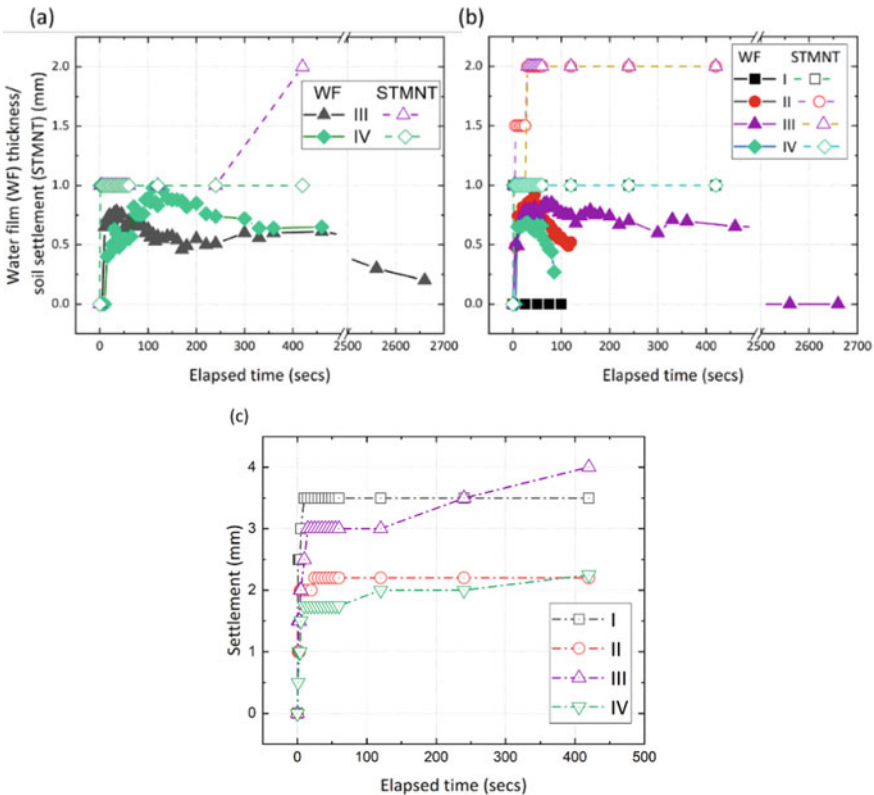 (a)
Water film (WF) thickness/
soil settlement (STMNT) (mm)
2.0
1.5
1.0
0.5
0.0
WF STMNT
III
IV
0 100 200 300 400 2500 2600 2700
Elapsed time (secs)
(b)
2.0
1.5
1.0
0.5
0.0
WF STMNT
I
II
III
IV
0 100 200 300 400 2500 2600 2700
Elapsed time (secs)
(c)
Settlement (mm)
4
3
2
1
0
I
II
III
IV
0 100 200 300 400 500
Elapsed time (secs)